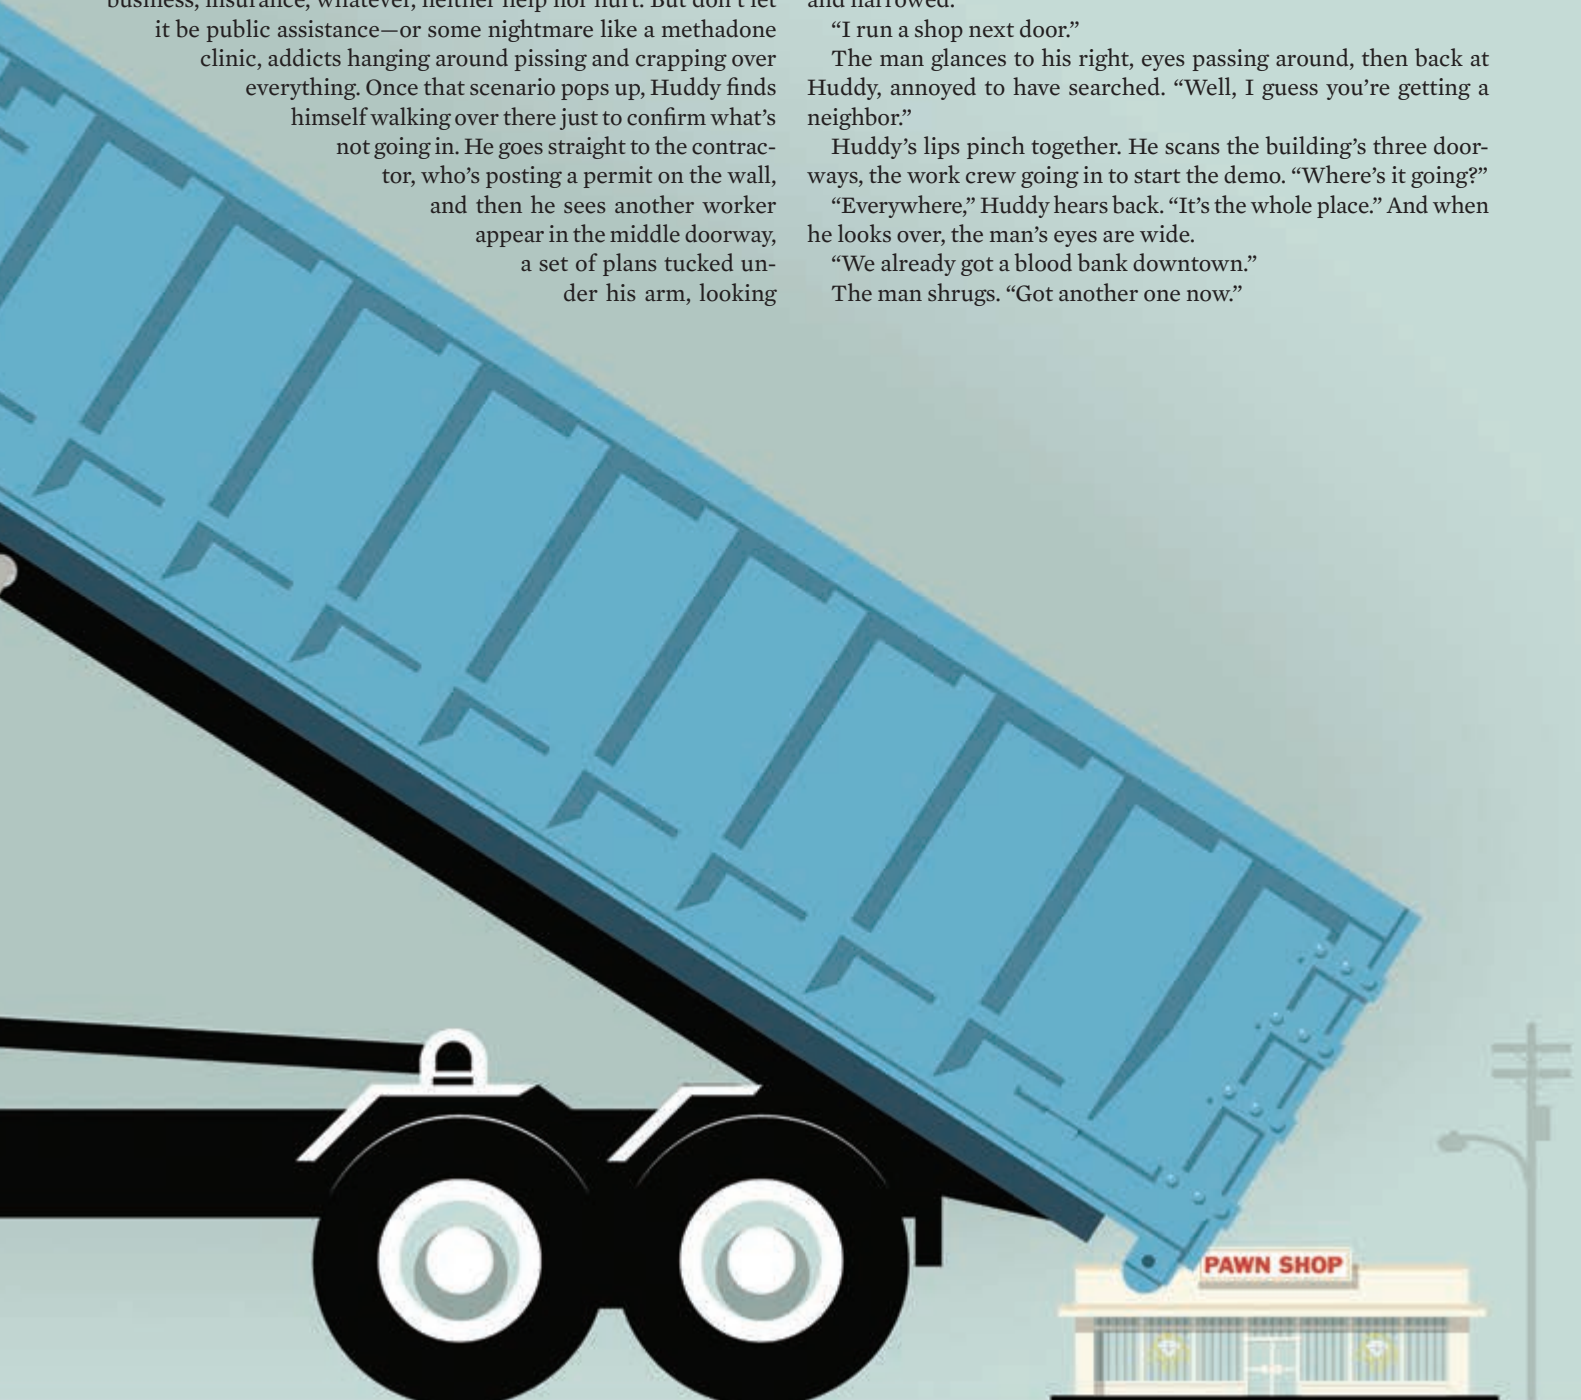 business, insurance, whatever, neither help nor hurt. But don’t let
it be public assistance—or some nightmare like a methadone
clinic, addicts hanging around pissing and crapping over
everything. Once that scenario pops up, Huddy finds
himself walking over there just to confirm what’s
not going in. He goes straight to the contrac-
tor, who’s posting a permit on the wall,
and then he sees another worker
appear in the middle doorway,
a set of plans tucked un-
der his arm, looking
and narrowed.
“I run a shop next door.”
The man glances to his right, eyes passing around, then back at
Huddy, annoyed to have searched. “Well, I guess you’re getting a
neighbor.”
Huddy’s lips pinch together. He scans the building’s three door-
ways, the work crew going in to start the demo. “Where’s it going?”
“Everywhere,” Huddy hears back. “It’s the whole place.” And when
he looks over, the man’s eyes are wide.
“We already got a blood bank downtown.”
The man shrugs. “Got another one now.”
PAWN SHOP